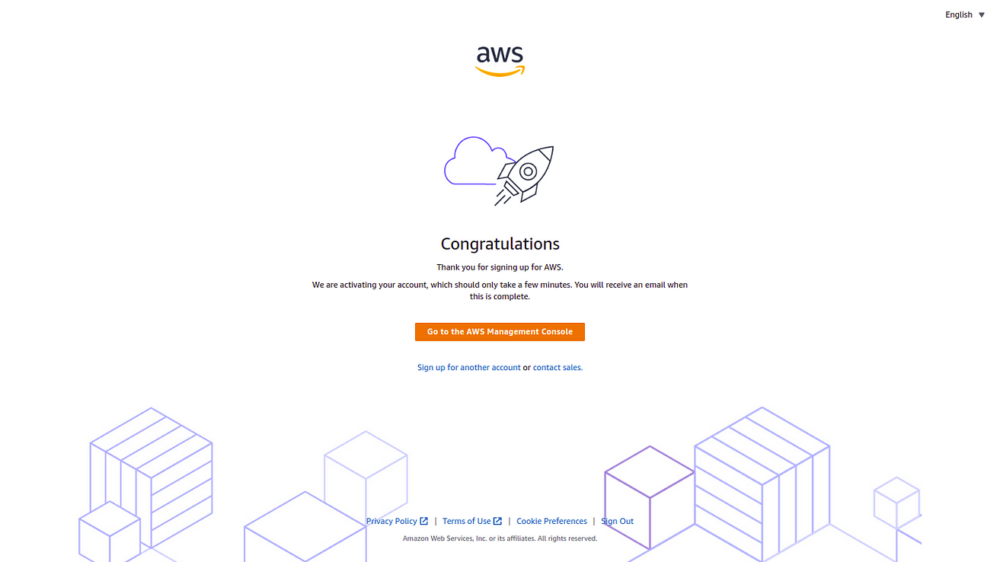 English
aws
Congratulations
Thank you for signing up for AWS.
We are activating your account, which should only take a few minutes. You will receive an email when
this is complete.
Go to the AWS Management Console
Sign up for another account or contact sales.
Privacy Policy | Terms of Use | Cookie Preferences | Sign Out
Amazon Web Services, Inc. or its affiliates. All rights reserved.